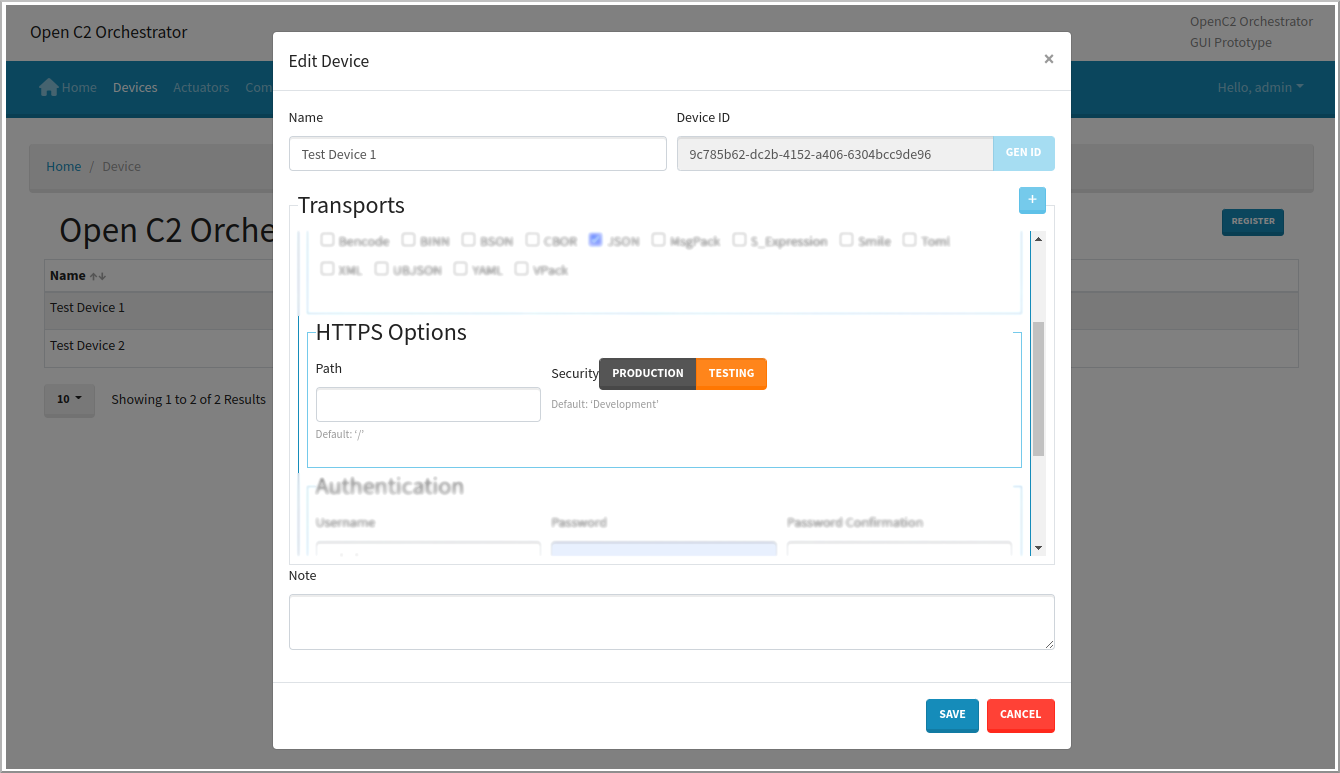 Open C2 Orchestrator
OpenC2 Orchestrator
GUI Prototype
Home Devices Actuators Com
Hello, admin
Home / Device
Open C2 Orche
REGISTER
Name
Test Device 1
Test Device 2
10
Showing 1 to 2 of 2 Results
Edit Device
×
Name
Device ID
Test Device 1
9c785b62-dc2b-4152-a406-6304bcc9de96
GEN ID
Transports
+
Bencode BINN BSON CBOR JSON MsgPack S_Expression Smile Toml
XML UBJSON YAML VPack
HTTPS Options
Path
Security PRODUCTION TESTING
Default: 'Development'
Default: '/'
Authentication
Username Password Password Confirmation
Note
SAVE CANCEL